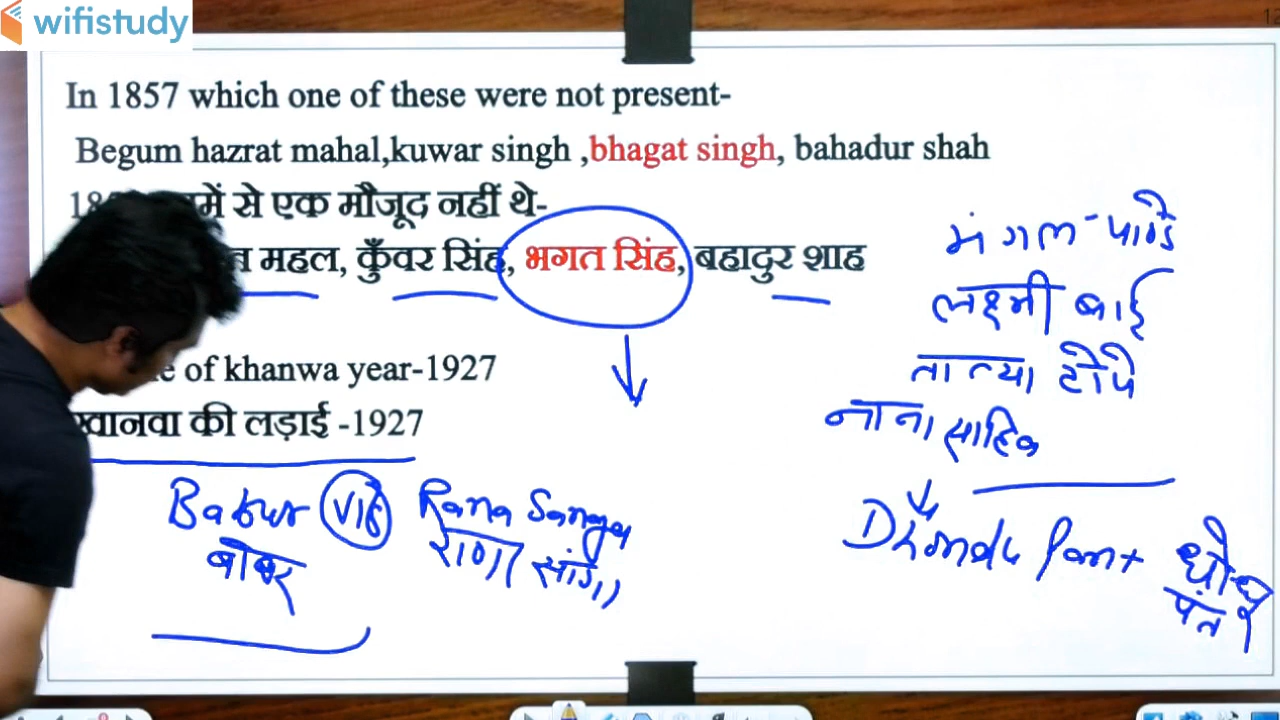 wifistudy
In 1857 which one of these were not present-
Begum hazrat mahal,kuwar singh ,bhagat singh, bahadur shah
में से एक मौजूद नहीं थे-
महल, कुँवर सिंह, भगत सिंह, बहादुर शाह
मंगल-पाण्डे
लक्ष्मी बाई
तात्या टोपे
नाना साहिब
of khanwa year-1927
खानवा की लड़ाई -1927
Babur V/S Rana Sanga
बाबर राणा सांगा
Dhondu Pant
पंत